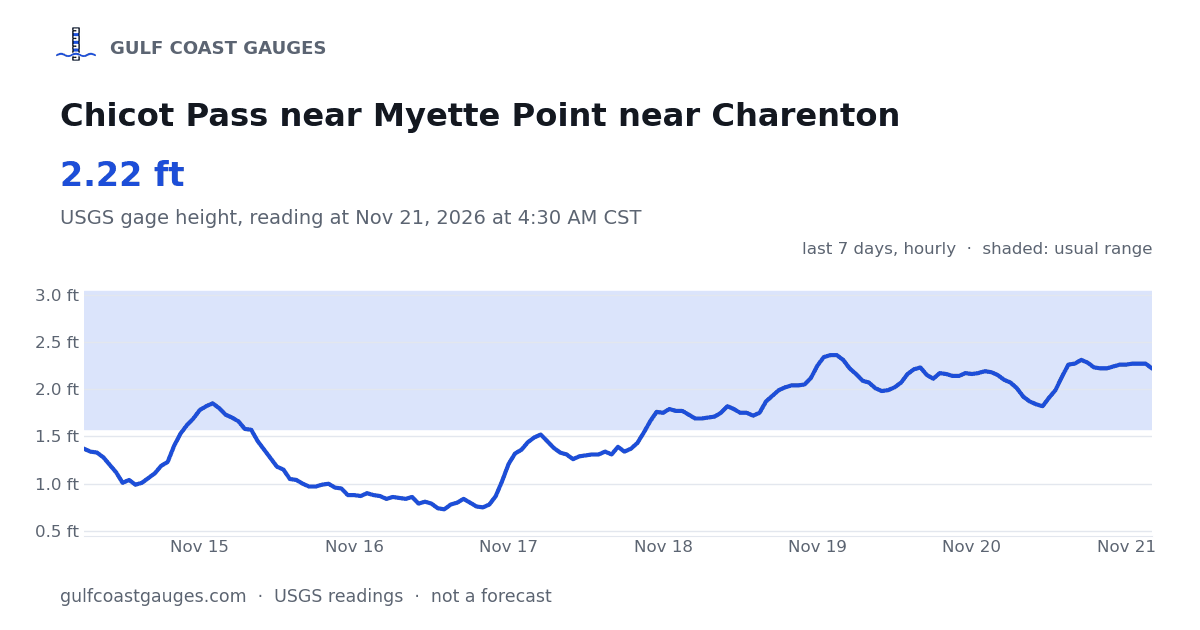 GULF COAST GAUGES
Chicot Pass near Myette Point near Charenton
2.22 ft
USGS gage height, reading at Nov 21, 2026 at 4:30 AM CST
last 7 days, hourly · shaded: usual range
3.0 ft
2.5 ft
2.0 ft
1.5 ft
1.0 ft
0.5 ft
Nov 15 Nov 16 Nov 17 Nov 18 Nov 19 Nov 20 Nov 21
gulfcoastgauges.com · USGS readings · not a forecast